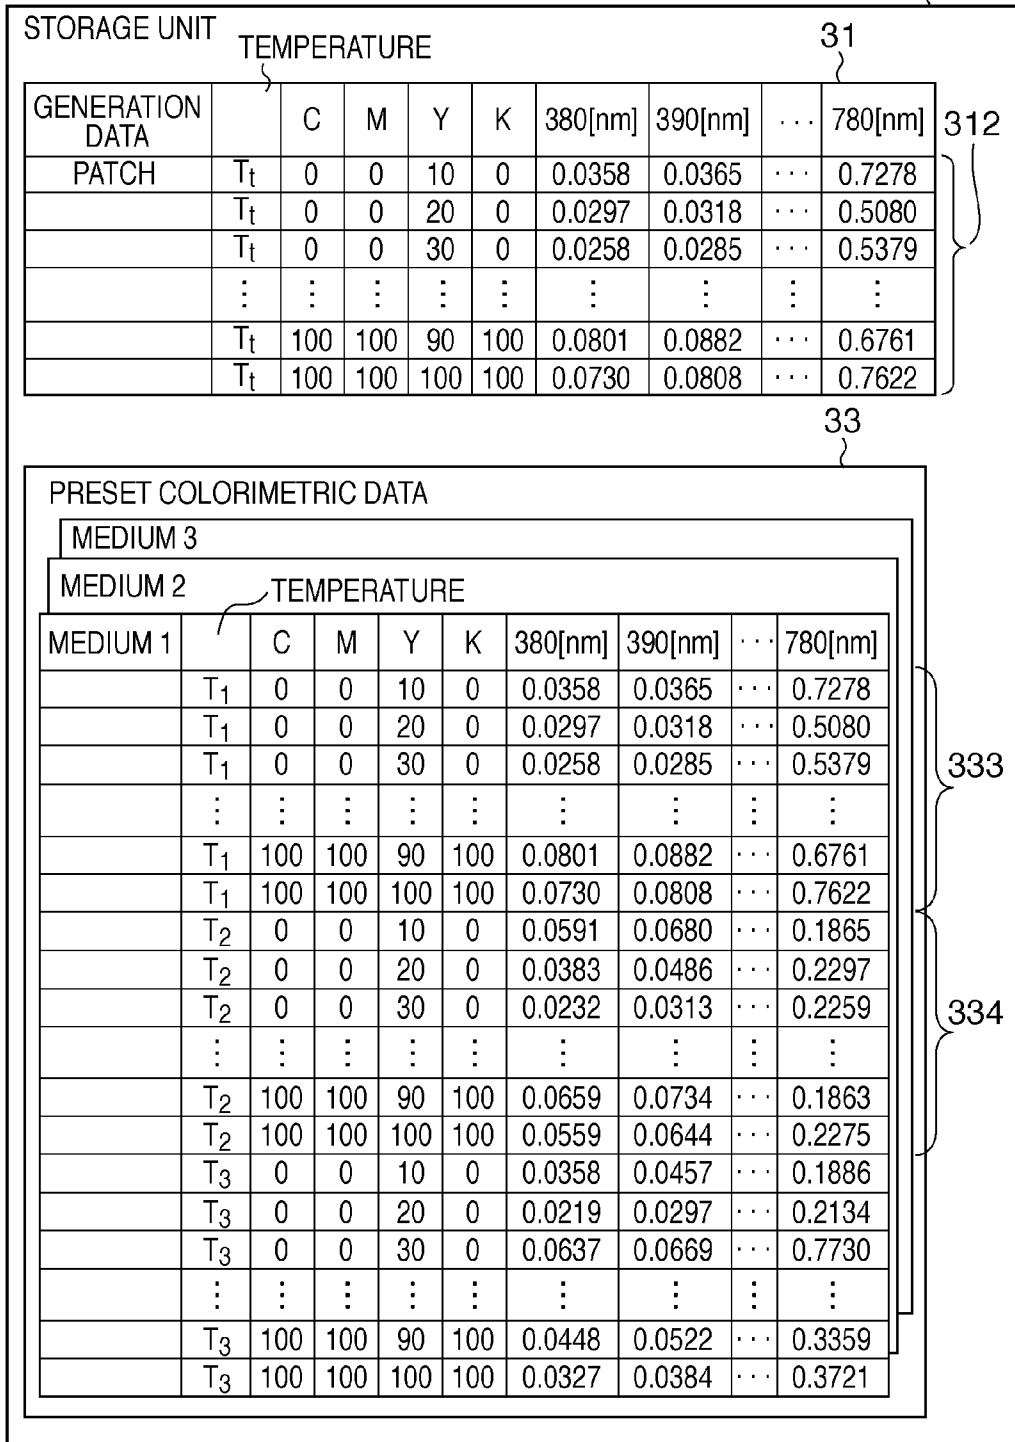 STORAGE UNIT
TEMPERATURE
31
GENERATION DATA C M Y K 380[nm] 390[nm] ... 780[nm]
312
PATCH Tt 0 0 10 0 0.0358 0.0365 ... 0.7278
Tt 0 0 20 0 0.0297 0.0318 ... 0.5080
Tt 0 0 30 0 0.0258 0.0285 ... 0.5379
⋮ ⋮ ⋮ ⋮ ⋮ ⋮ ⋮ ⋮ ⋮
Tt 100 100 90 100 0.0801 0.0882 ... 0.6761
Tt 100 100 100 100 0.0730 0.0808 ... 0.7622
33
PRESET COLORIMETRIC DATA
MEDIUM 3
MEDIUM 2
TEMPERATURE
MEDIUM 1 C M Y K 380[nm] 390[nm] ... 780[nm]
T1 0 0 10 0 0.0358 0.0365 ... 0.7278
T1 0 0 20 0 0.0297 0.0318 ... 0.5080
T1 0 0 30 0 0.0258 0.0285 ... 0.5379
333
⋮ ⋮ ⋮ ⋮ ⋮ ⋮ ⋮ ⋮ ⋮
T1 100 100 90 100 0.0801 0.0882 ... 0.6761
T1 100 100 100 100 0.0730 0.0808 ... 0.7622
T2 0 0 10 0 0.0591 0.0680 ... 0.1865
T2 0 0 20 0 0.0383 0.0486 ... 0.2297
T2 0 0 30 0 0.0232 0.0313 ... 0.2259
334
⋮ ⋮ ⋮ ⋮ ⋮ ⋮ ⋮ ⋮ ⋮
T2 100 100 90 100 0.0659 0.0734 ... 0.1863
T2 100 100 100 100 0.0559 0.0644 ... 0.2275
T3 0 0 10 0 0.0358 0.0457 ... 0.1886
T3 0 0 20 0 0.0219 0.0297 ... 0.2134
T3 0 0 30 0 0.0637 0.0669 ... 0.7730
⋮ ⋮ ⋮ ⋮ ⋮ ⋮ ⋮ ⋮ ⋮
T3 100 100 90 100 0.0448 0.0522 ... 0.3359
T3 100 100 100 100 0.0327 0.0384 ... 0.3721